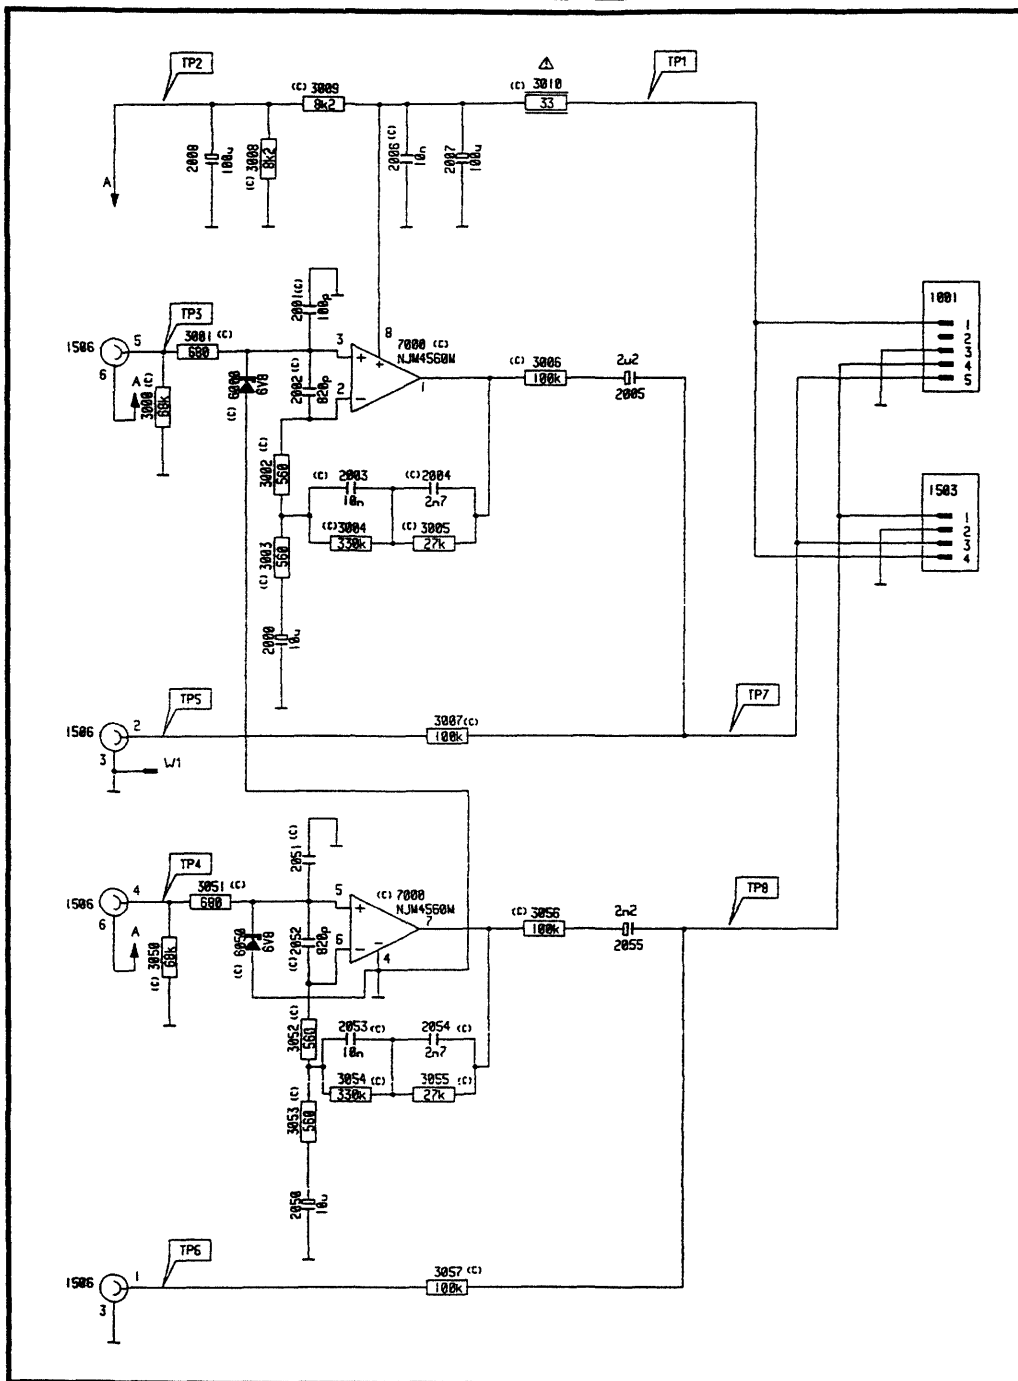 TP2
(C) 3009
8k2
(C) 3010
33
TP1
2008
100u
(C) 3008
8k2
2006 (C)
10n
2007
100u
A
2001 (C)
100p
1506
5
6
TP3
3001 (C)
680
A
3000 (C)
68k
(C) 6000
6V8
2002 (C)
820p
3
2
8
+
+
−
7000 (C)
NJM4560M
1
(C) 3006
100k
2u2
2005
1001
1
2
3
4
5
3002 (C)
560
(C) 2003
10n
(C) 2004
2n7
(C) 3004
330k
(C) 3005
27k
(C) 3003
560
2000
10u
1503
1
2
3
4
1506
2
3
TP5
W1
3007 (C)
100k
TP7
2051 (C)
1506
4
6
TP4
3051 (C)
680
A
(C) 3050
68k
(C) 6050
6V8
(C) 2052
820p
5
6
+
−
−
4
(C) 7000
NJM4560M
7
(C) 3056
100k
2n2
2055
TP8
3052 (C)
560
2053 (C)
10n
2054 (C)
2n7
3054 (C)
330k
3055 (C)
27k
3053 (C)
560
2050
10u
1506
1
3
TP6
3057 (C)
100k